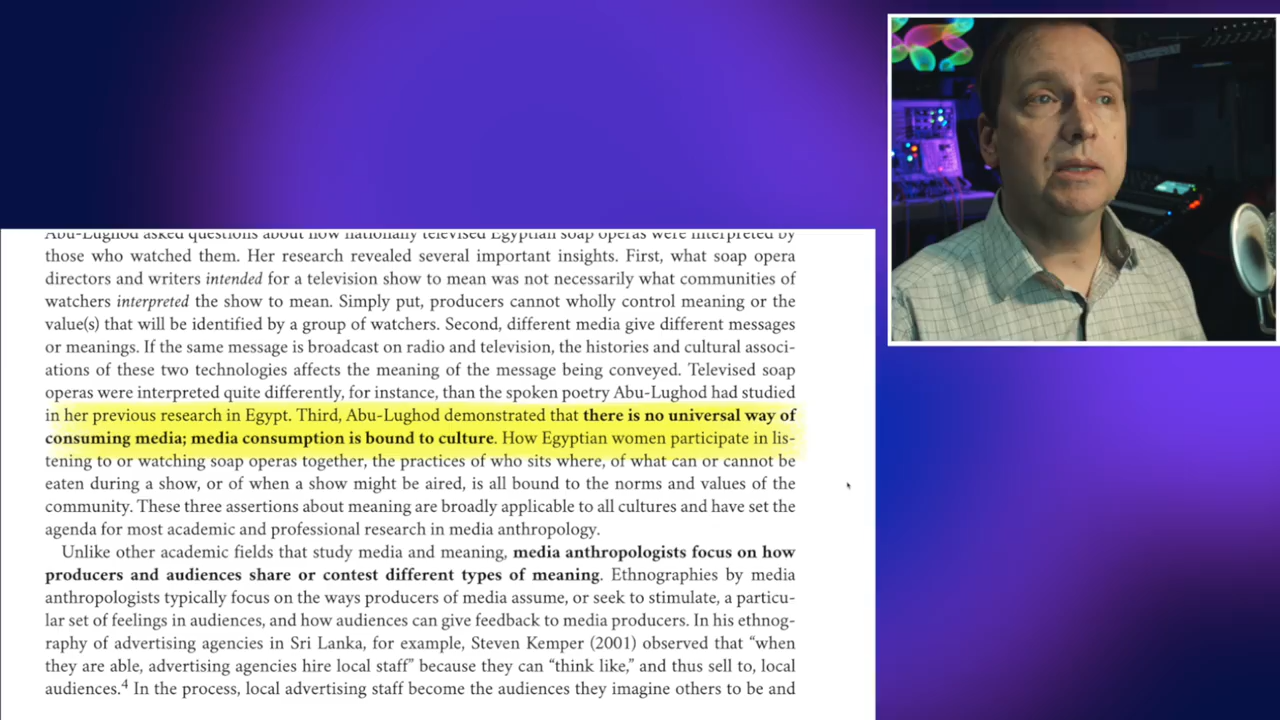 Abu-Lughod asked questions about how nationally televised Egyptian soap operas were interpreted by
those who watched them. Her research revealed several important insights. First, what soap opera
directors and writers intended for a television show to mean was not necessarily what communities of
watchers interpreted the show to mean. Simply put, producers cannot wholly control meaning or the
value(s) that will be identified by a group of watchers. Second, different media give different messages
or meanings. If the same message is broadcast on radio and television, the histories and cultural associ-
ations of these two technologies affects the meaning of the message being conveyed. Televised soap
operas were interpreted quite differently, for instance, than the spoken poetry Abu-Lughod had studied
in her previous research in Egypt. Third, Abu-Lughod demonstrated that there is no universal way of
consuming media; media consumption is bound to culture. How Egyptian women participate in lis-
tening to or watching soap operas together, the practices of who sits where, of what can or cannot be
eaten during a show, or of when a show might be aired, is all bound to the norms and values of the
community. These three assertions about meaning are broadly applicable to all cultures and have set the
agenda for most academic and professional research in media anthropology.
Unlike other academic fields that study media and meaning, media anthropologists focus on how
producers and audiences share or contest different types of meaning. Ethnographies by media
anthropologists typically focus on the ways producers of media assume, or seek to stimulate, a particu-
lar set of feelings in audiences, and how audiences can give feedback to media producers. In his ethnog-
raphy of advertising agencies in Sri Lanka, for example, Steven Kemper (2001) observed that “when
they are able, advertising agencies hire local staff” because they can “think like,” and thus sell to, local
audiences.4 In the process, local advertising staff become the audiences they imagine others to be and